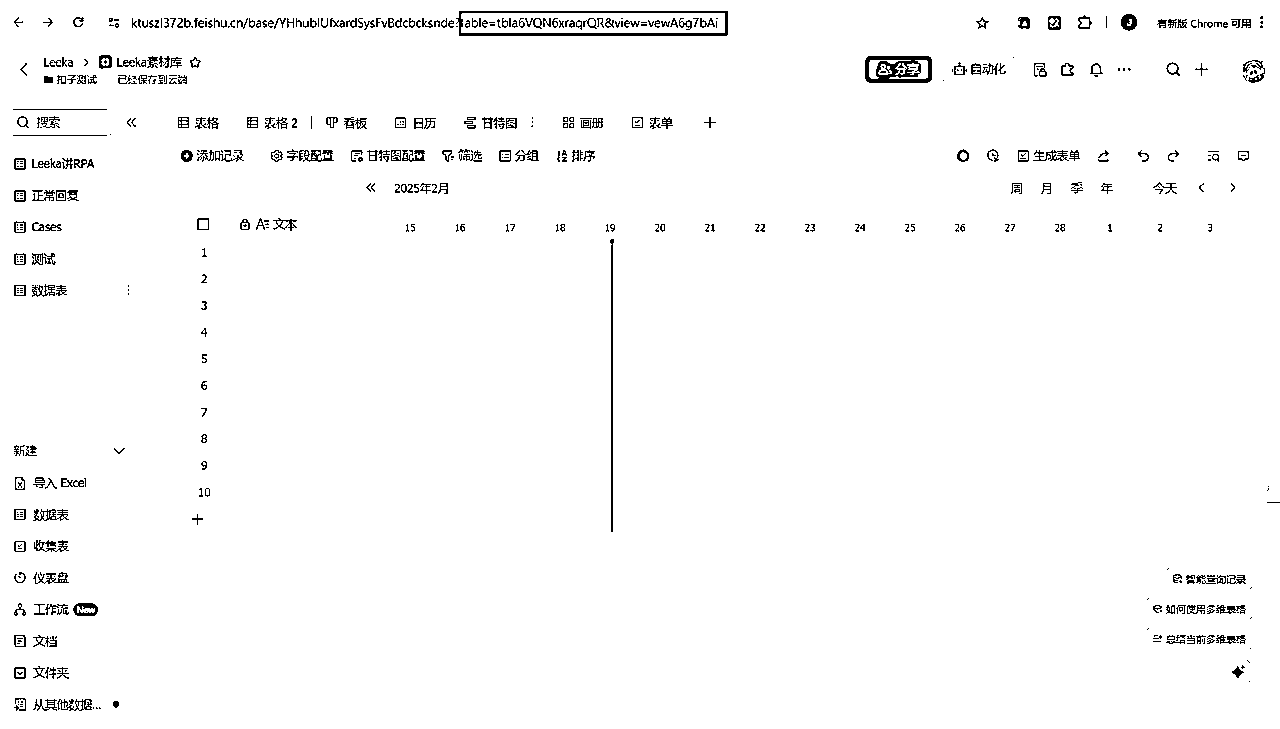 ktuszl372b.feishu.cn/base/YHhublUfxardSysFvBdcbcksnde?table=tbla6VQN6xraqrQR&view=vewA6g7bAi
有新版 Chrome 可用
Leeka > Leeka素材库
扣子测试 已经保存到云端
分享 自动化
搜索
表格 表格 2 看板 日历 甘特图 画册 表单
添加记录 字段配置 甘特图配置 筛选 分组 排序 生成表单
2025年2月 周 月 季 年 今天
文本 15 16 17 18 19 20 21 22 23 24 25 26 27 28 1 2 3
1
2
3
4
5
6
7
8
9
10
Leeka讲RPA
正常回复
Cases
测试
数据表
新建
导入 Excel
数据表
收集表
仪表盘
工作流 New
文档
文件夹
从其他数据...
智能查询记录
如何使用多维表格
总结当前多维表格